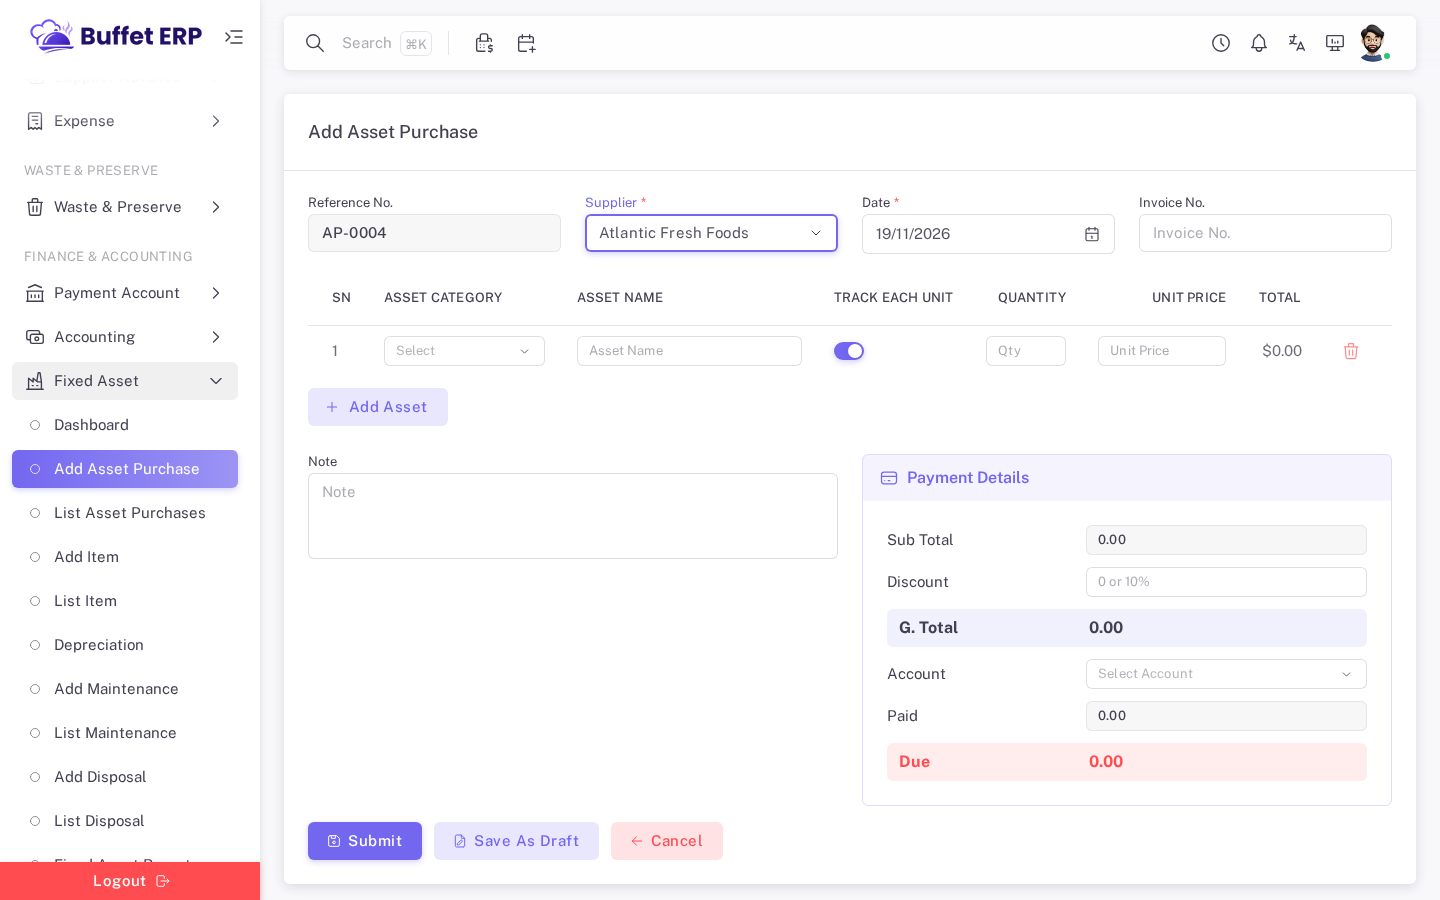 Buffet ERP
Search ⌘K
Expense
WASTE & PRESERVE
Waste & Preserve
FINANCE & ACCOUNTING
Payment Account
Accounting
Fixed Asset
Dashboard
Add Asset Purchase
List Asset Purchases
Add Item
List Item
Depreciation
Add Maintenance
List Maintenance
Add Disposal
List Disposal
Logout
Add Asset Purchase
Reference No. Supplier * Date * Invoice No.
AP-0004 Atlantic Fresh Foods 19/11/2026 Invoice No.
SN ASSET CATEGORY ASSET NAME TRACK EACH UNIT QUANTITY UNIT PRICE TOTAL
1 Select Asset Name Qty Unit Price $0.00
Add Asset
Note
Note
Payment Details
Sub Total 0.00
Discount 0 or 10%
G. Total 0.00
Account Select Account
Paid 0.00
Due 0.00
Submit Save As Draft Cancel